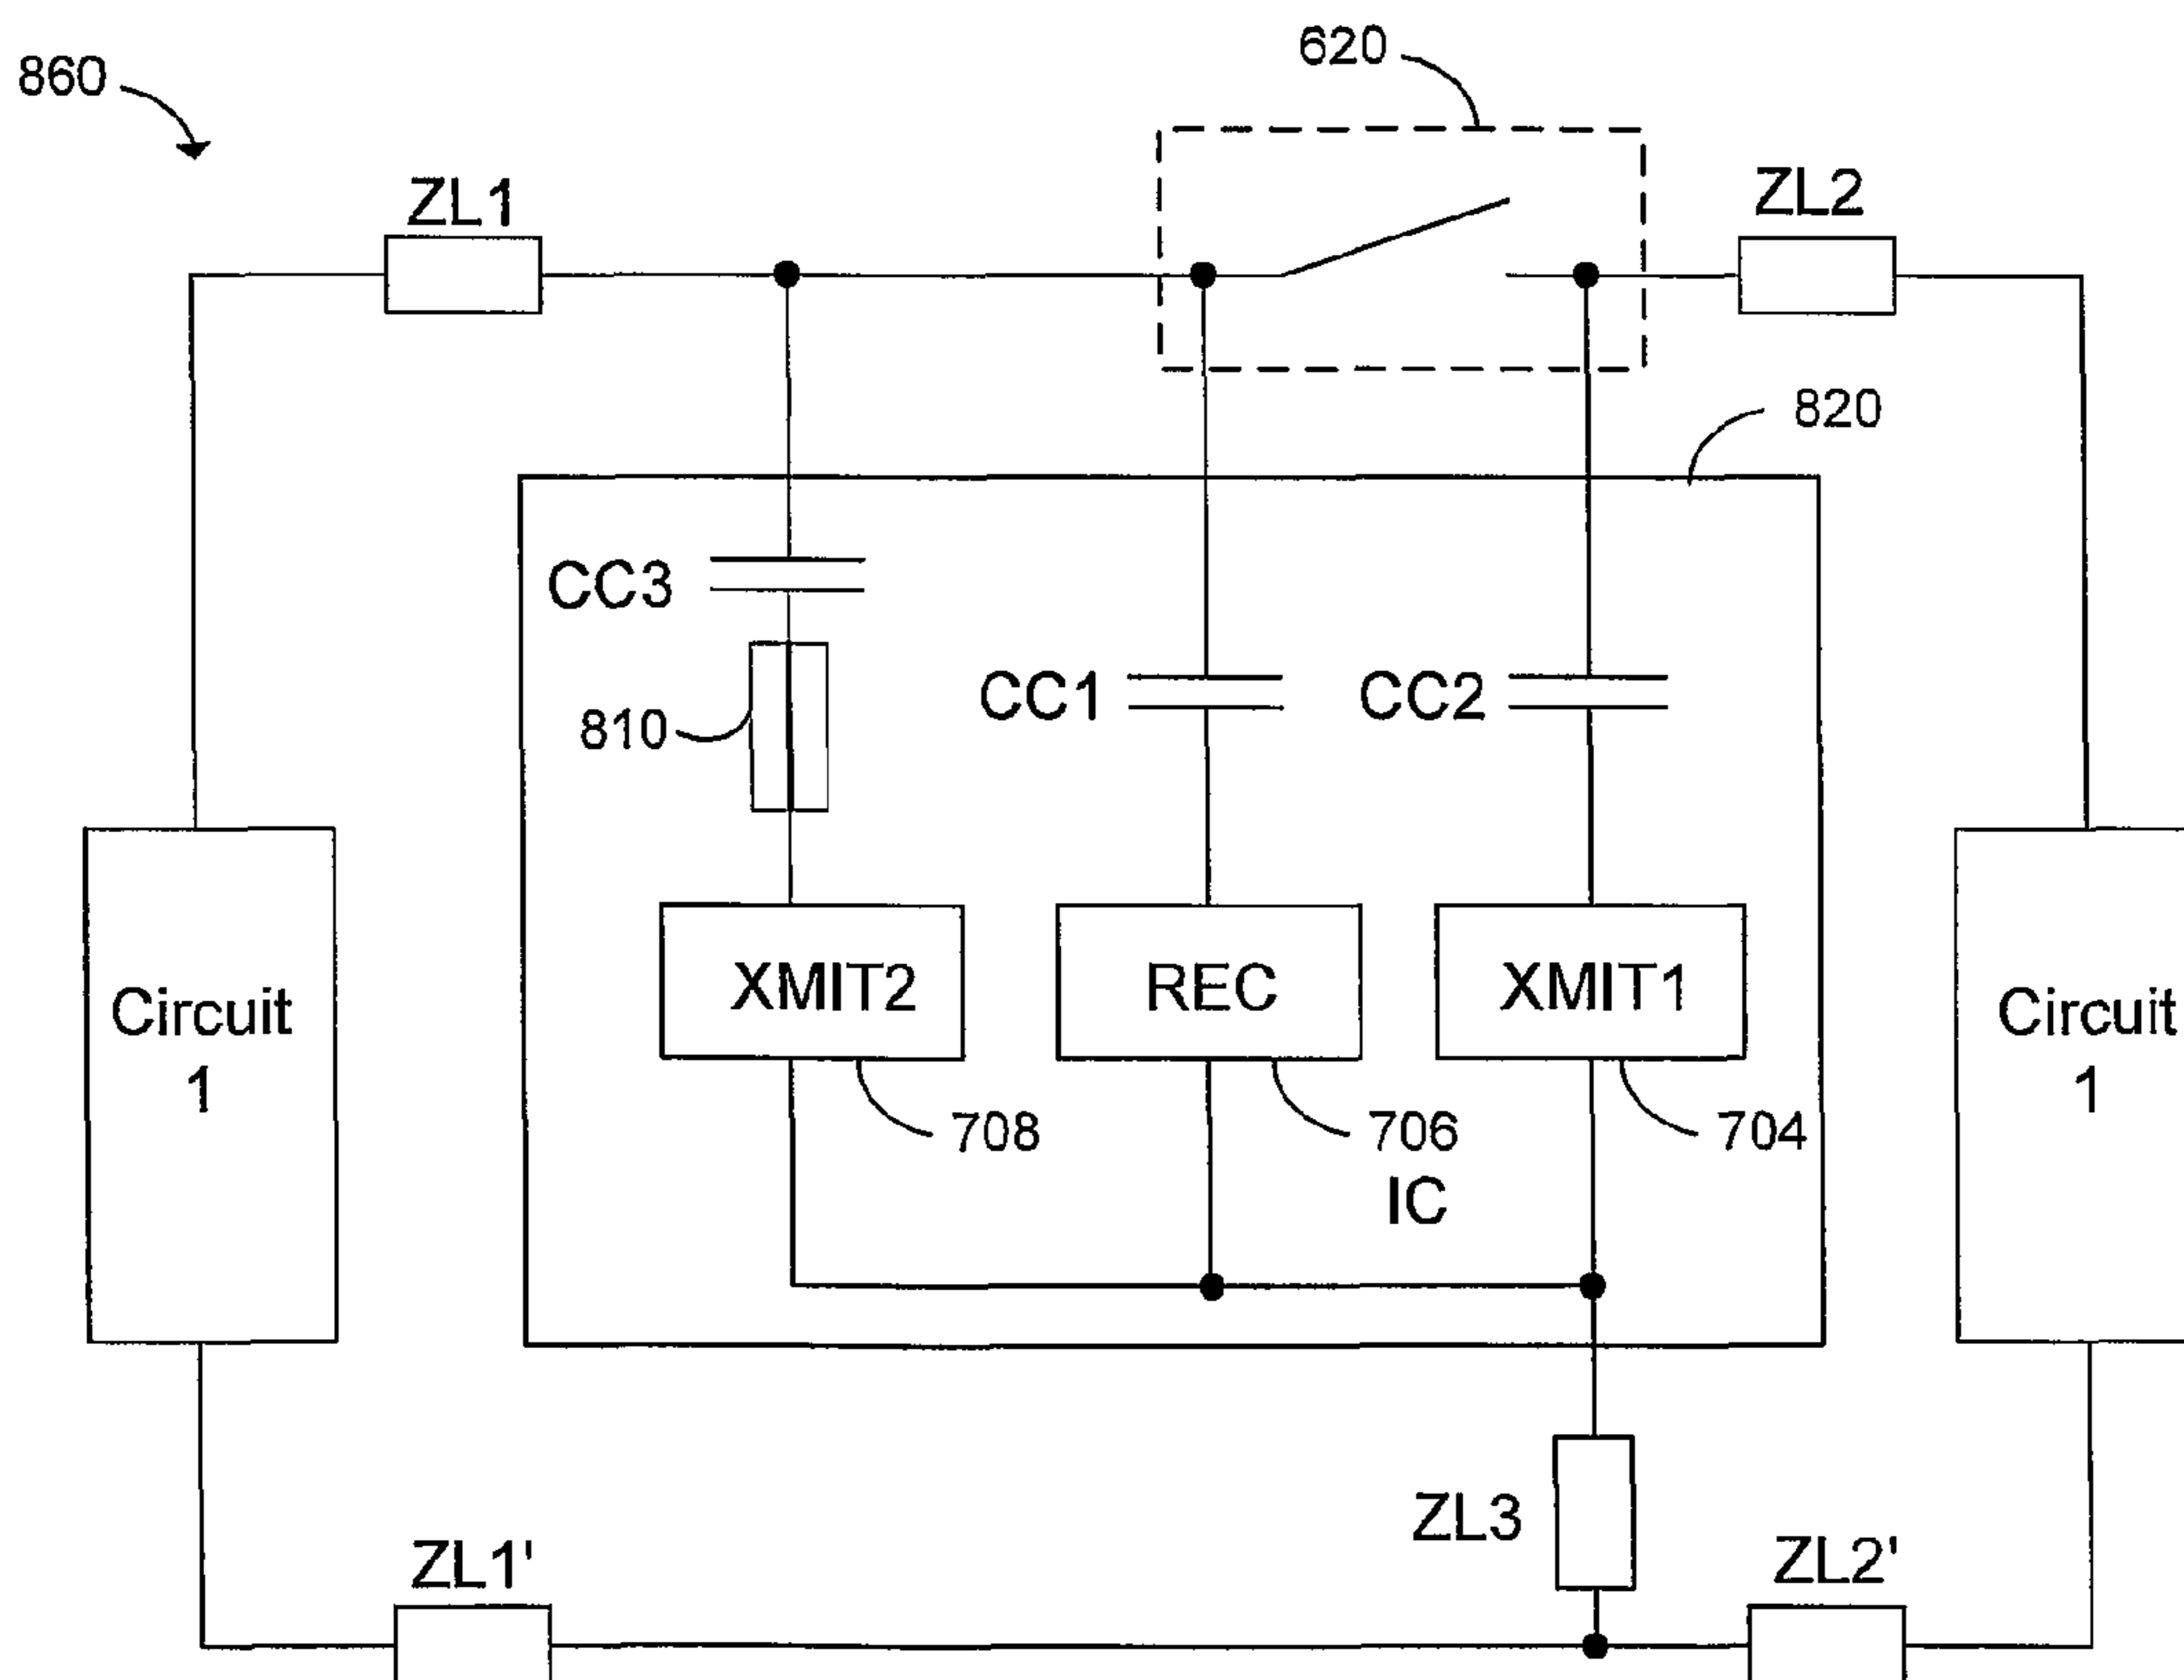 620
860
ZL1
ZL2
820
CC3
CC1
CC2
810
XMIT2
REC
XMIT1
Circuit
1
Circuit
1
708
706
704
IC
ZL3
ZL1'
ZL2'